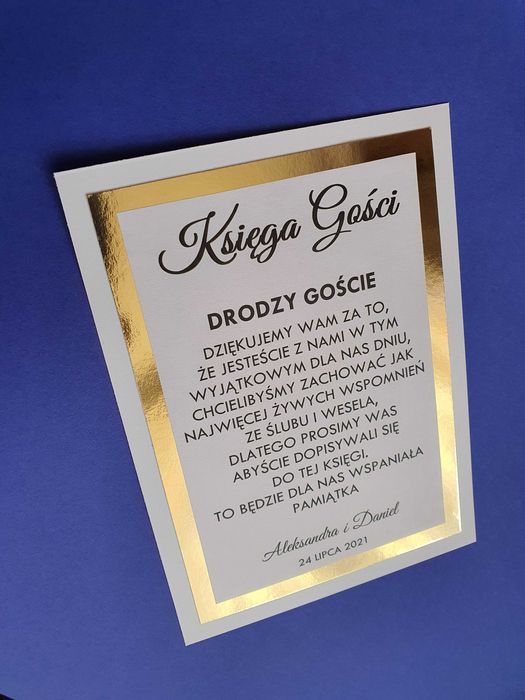 Księga Gości
DRODZY GOŚCIE
DZIĘKUJEMY WAM ZA TO,
ŻE JESTEŚCIE Z NAMI W TYM
WYJĄTKOWYM DLA NAS DNIU,
CHCIELIBYŚMY ZACHOWAĆ JAK
NAJWIĘCEJ ŻYWYCH WSPOMNIEŃ
ZE ŚLUBU I WESELA,
DLATEGO PROSIMY WAS
ABYŚCIE DOPISYWALI SIĘ
DO TEJ KSIĘGI.
TO BĘDZIE DLA NAS WSPANIAŁA
PAMIĄTKA
Aleksandra i Daniel
24 LIPCA 2021